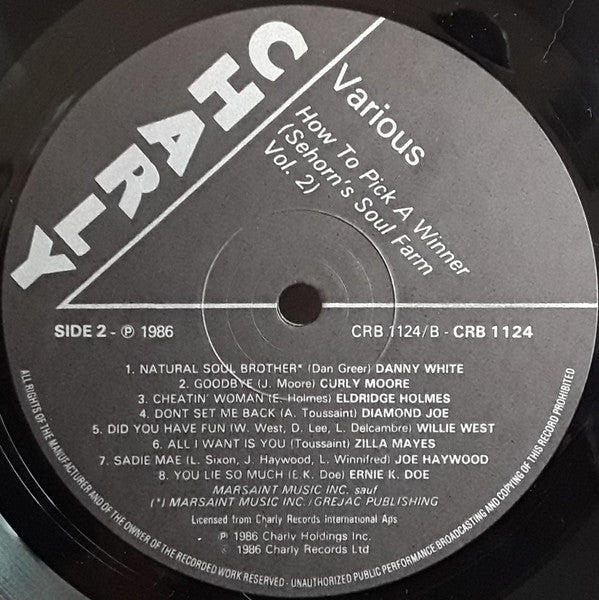 CHARLY
Various
How To Pick A Winner
(Sehorn's Soul Farm
Vol. 2)
SIDE 2 - ℗ 1986
CRB 1124/B - CRB 1124
1. NATURAL SOUL BROTHER* (Dan Greer) DANNY WHITE
2. GOODBYE (J. Moore) CURLY MOORE
3. CHEATIN' WOMAN (E. Holmes) ELDRIDGE HOLMES
4. DONT SET ME BACK (A. Toussaint) DIAMOND JOE
5. DID YOU HAVE FUN (W. West, D. Lee, L. Delcambre) WILLIE WEST
6. ALL I WANT IS YOU (Toussaint) ZILLA MAYES
7. SADIE MAE (L. Sixon, J. Haywood, L. Winnifred) JOE HAYWOOD
8. YOU LIE SO MUCH (E.K. Doe) ERNIE K. DOE
MARSAINT MUSIC INC. sauf
(*) MARSAINT MUSIC INC./GREJAC PUBLISHING
Licensed from Charly Records international Aps
℗ 1986 Charly Holdings Inc.
© 1986 Charly Records Ltd
ALL RIGHTS OF THE MANUFACTURER AND OF THE OWNER OF THE RECORDED WORK RESERVED - UNAUTHORIZED PUBLIC PERFORMANCE BROADCASTING AND COPYING OF THIS RECORD PROHIBITED